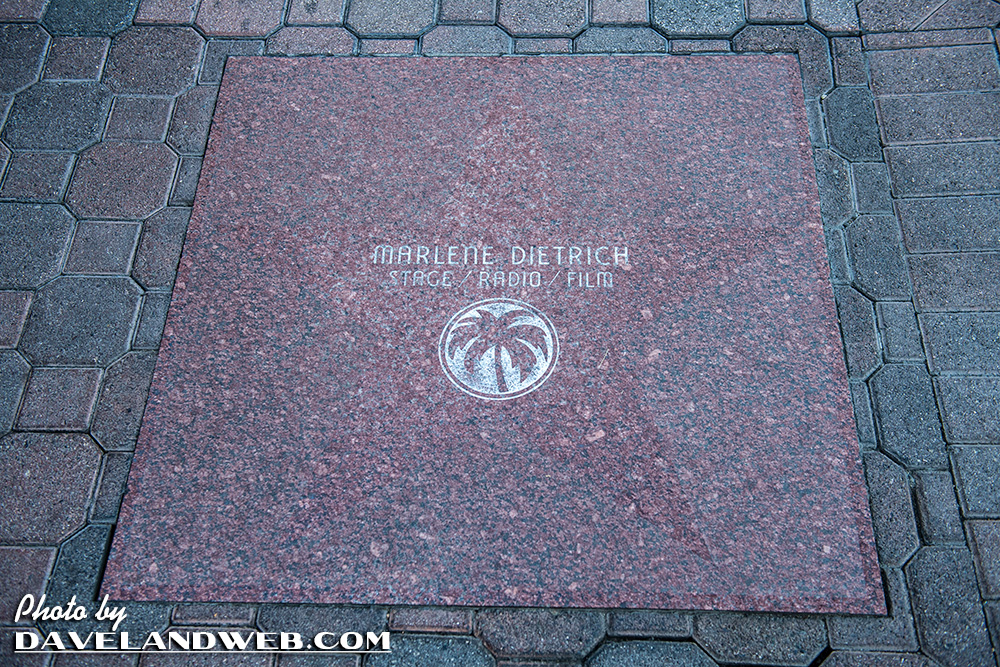 MARLENE DIETRICH
STAGE / RADIO / FILM
Photo by
DAVELANDWEB.COM